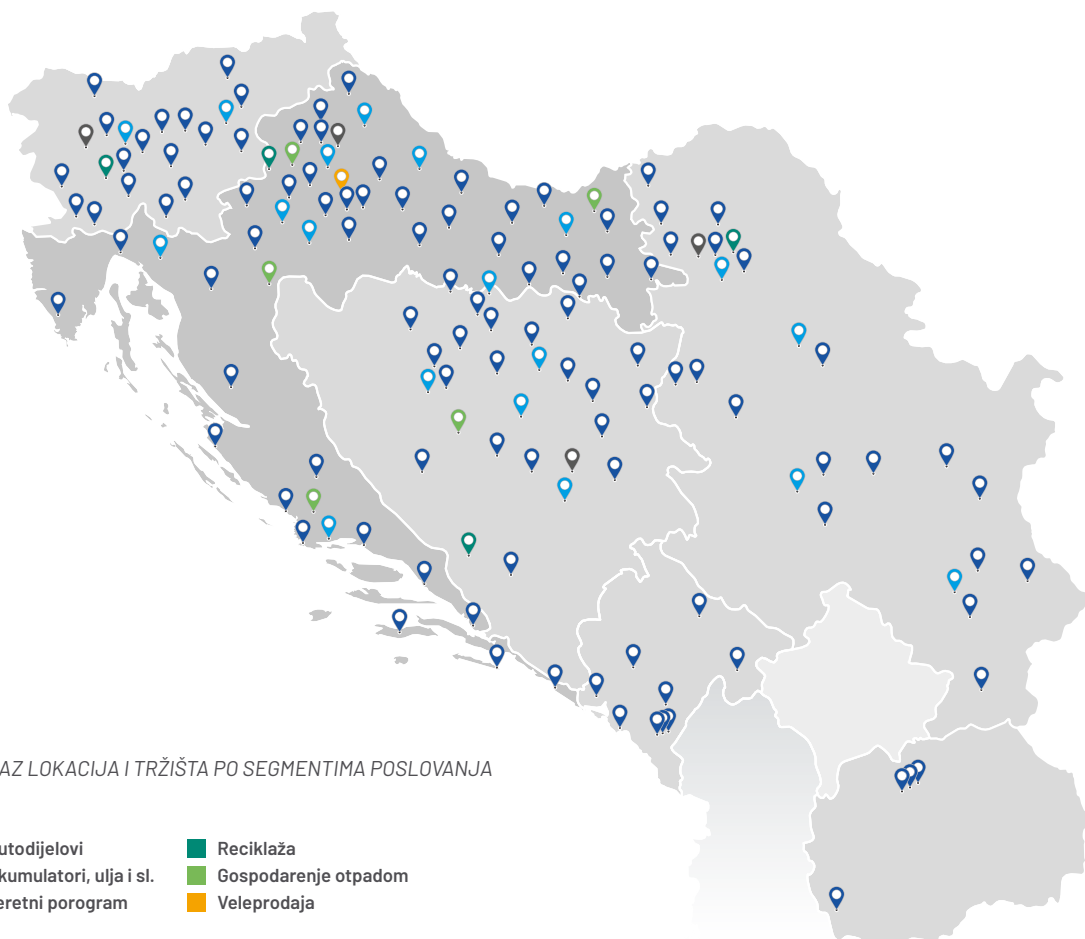 AZ LOKACIJA I TRŽIŠTA PO SEGMENTIMA POSLOVANJA
utodijelovi
kumulatori, ulja i sl.
eretni porogram
Reciklaža
Gospodarenje otpadom
Veleprodaja